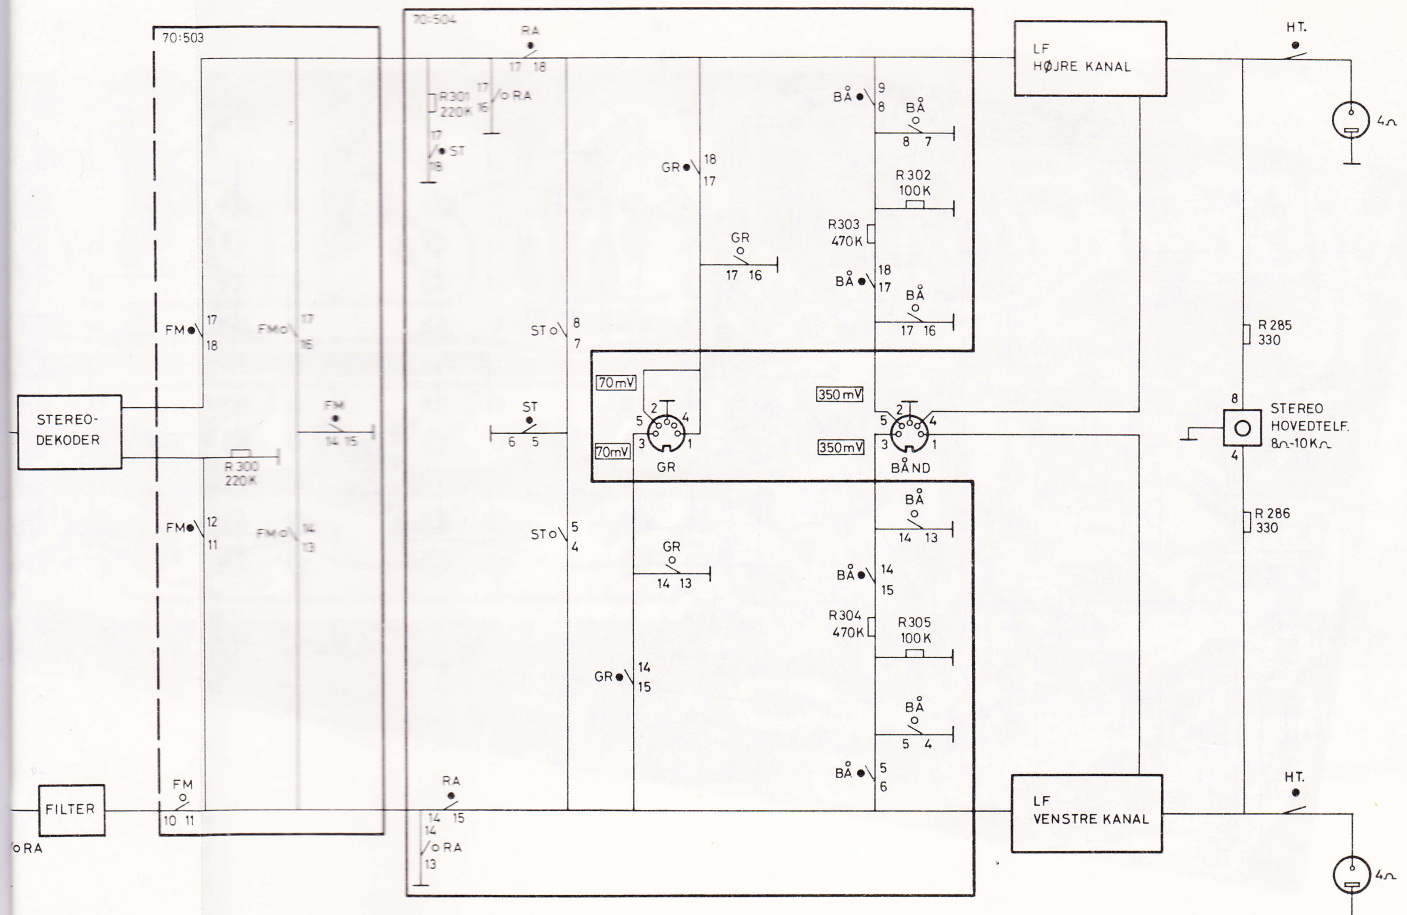 70:503
70:504
RA
17 18
R301
220K
17
16
RA
17
18
ST
GR
18
17
GR
17 16
BÅ
9
8
BÅ
8 7
R302
100K
R303
470K
BÅ
18
17
BÅ
17 16
LF
HØJRE KANAL
HT.
4Ω
FM
17
18
FM
17
16
ST
8
7
R 285
330
STEREO-
DEKODER
FM
14 15
R 300
220K
ST
6 5
70mV
70mV
5 2 4
3 1
GR
350mV
350mV
5 2 4
3 1
BÅND
8
4
STEREO
HOVEDTELF.
8Ω-10KΩ
R 286
330
FM
12
11
FM
14
13
ST
5
4
GR
14 13
GR
14
15
BÅ
14 13
BÅ
14
15
R304
470K
R305
100K
BÅ
5 4
BÅ
5
6
FILTER
RA
FM
10 11
RA
14 15
14
13
RA
LF
VENSTRE KANAL
HT.
4Ω